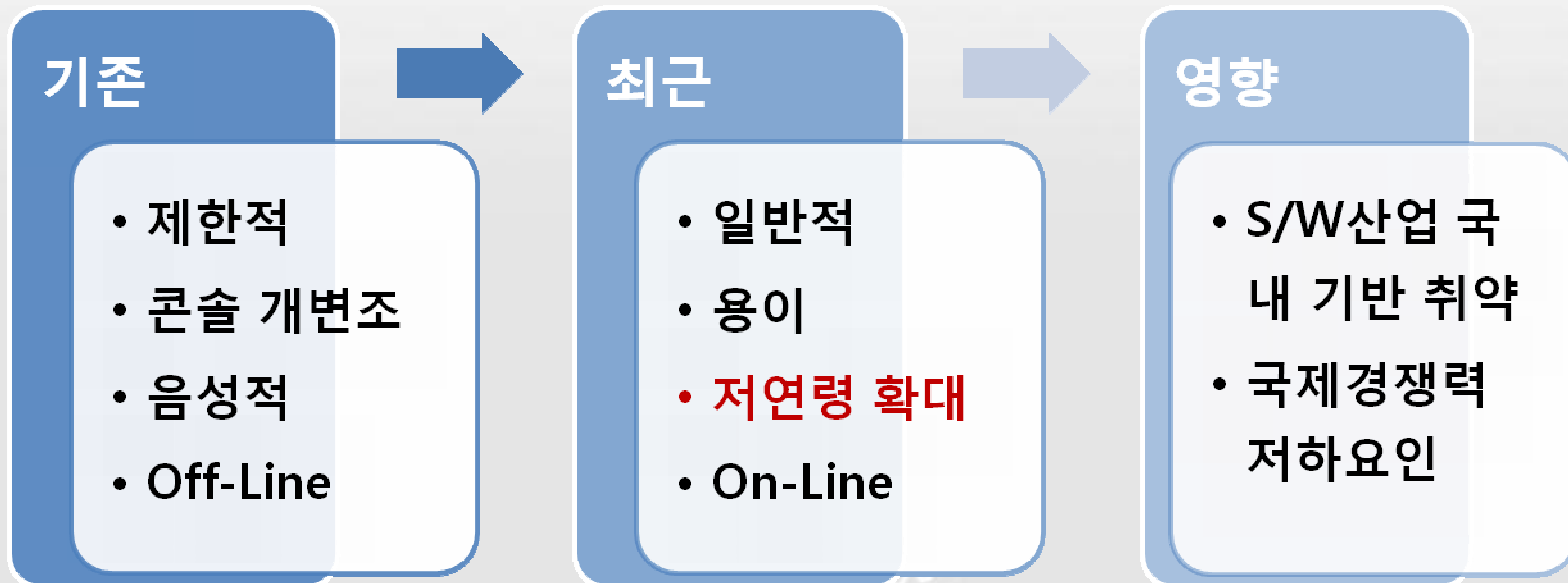 기존
• 제한적
• 콘솔 개변조
• 음성적
• Off-Line
최근
• 일반적
• 용이
• 저연령 확대
• On-Line
영향
• S/W산업 국
내 기반 취약
• 국제경쟁력
저하요인